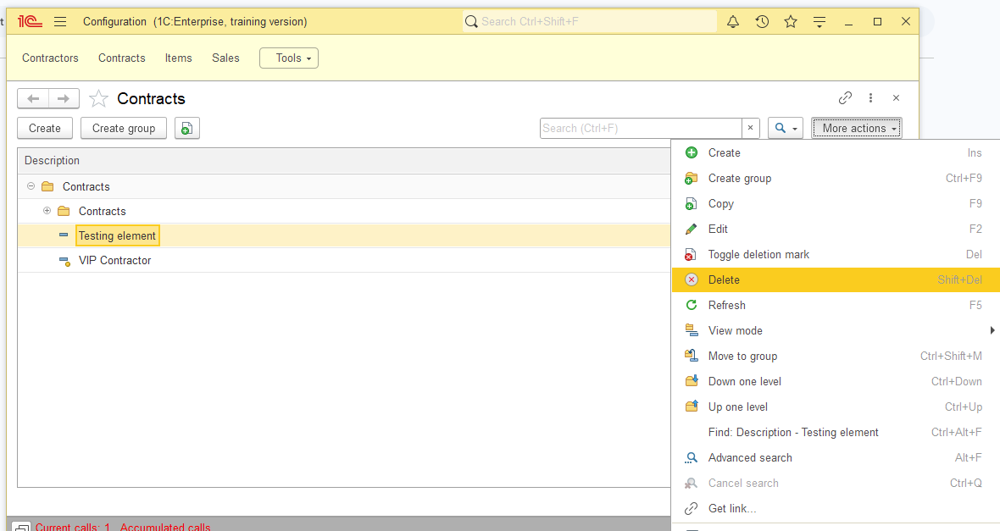 t
1C Configuration (1C:Enterprise, training version) Search Ctrl+Shift+F
Contractors Contracts Items Sales Tools
Contracts
Create Create group Search (Ctrl+F) × More actions
Description
Contracts
Contracts
Testing element
VIP Contractor
Create Ins
Create group Ctrl+F9
Copy F9
Edit F2
Toggle deletion mark Del
Delete Shift+Del
Refresh F5
View mode
Move to group Ctrl+Shift+M
Down one level Ctrl+Down
Up one level Ctrl+Up
Find: Description - Testing element Ctrl+Alt+F
Advanced search Alt+F
Cancel search Ctrl+Q
Get link...
Current calls: 1 Accumulated calls